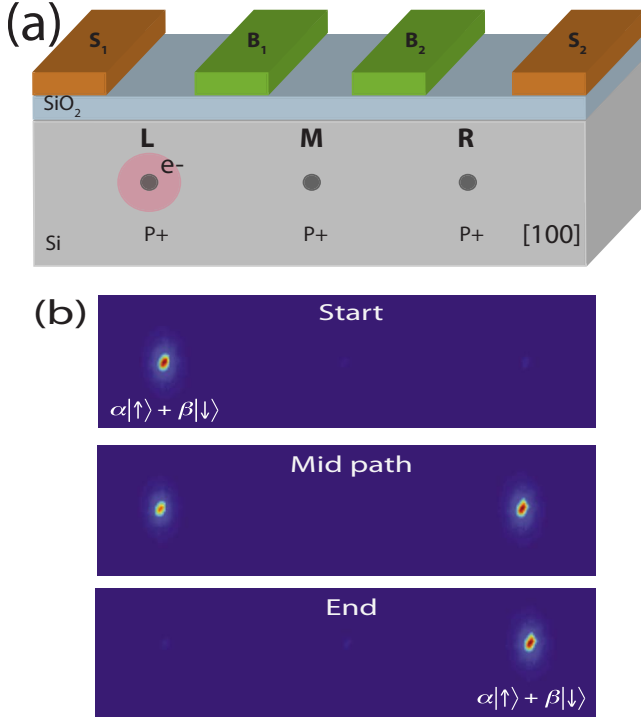 (a)
S₁ B₁ B₂ S₂
SiO₂
L M R
e-
P+ P+ P+
Si [100]
(b)
Start
α|↑⟩ + β|↓⟩
Mid path
End
α|↑⟩ + β|↓⟩